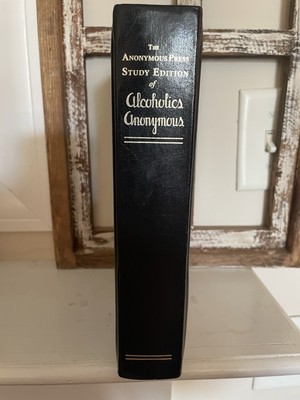 The
Anonymous Press
Study Edition
of
Alcoholics
Anonymous